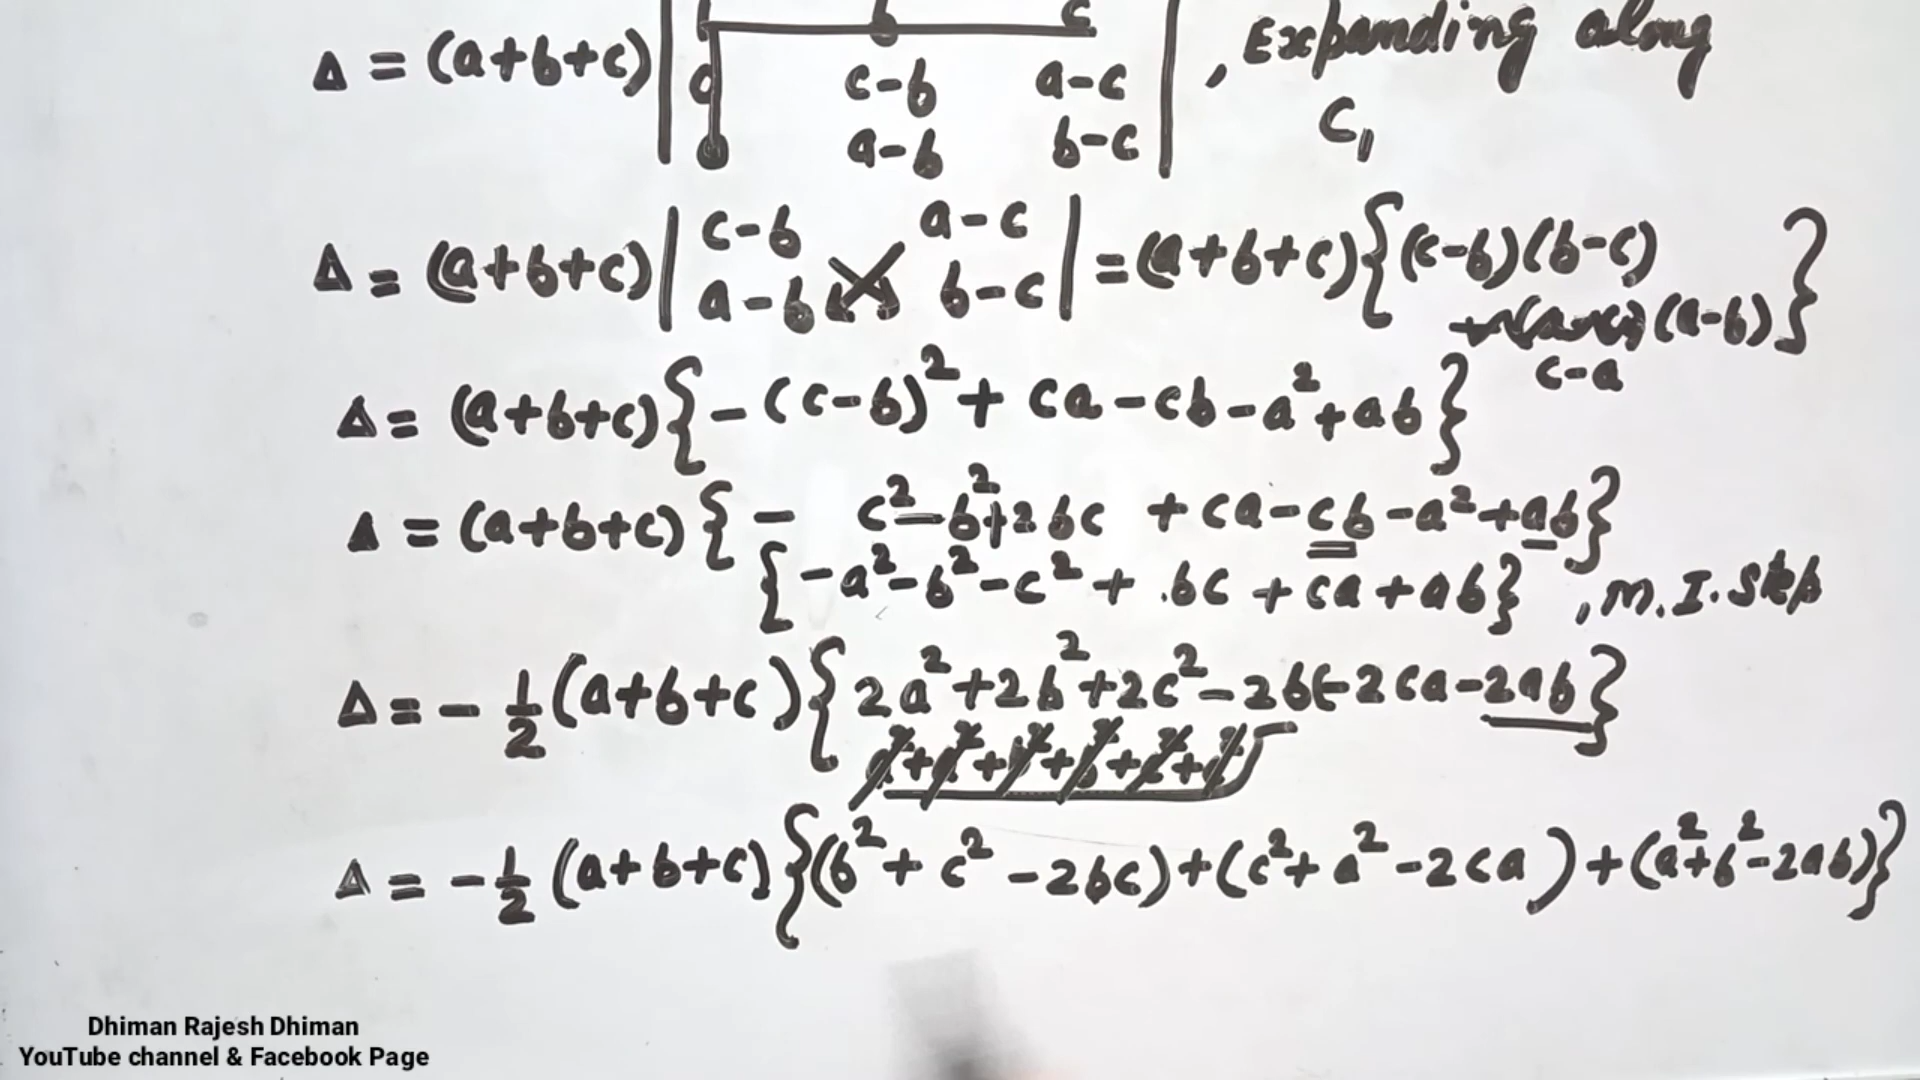 Δ = (a+b+c) | 1 b c | , Expanding along
0 c-b a-c C₁
0 a-b b-c
Δ = (a+b+c) | c-b a-c | = (a+b+c) { (c-b)(b-c)
a-b b-c + (a-b) }
c-a
Δ = (a+b+c) { -(c-b)² + ca - cb - a² + ab }
Δ = (a+b+c) { - c² - b² + 2bc + ca - cb - a² + ab }
{ -a² - b² - c² + bc + ca + ab } , M.I. Step
Δ = - 1/2 (a+b+c) { 2a² + 2b² + 2c² - 2bc - 2ca - 2ab }
Δ = - 1/2 (a+b+c) { (b² + c² - 2bc) + (c² + a² - 2ca) + (a² + b² - 2ab) }
Dhiman Rajesh Dhiman
YouTube channel & Facebook Page